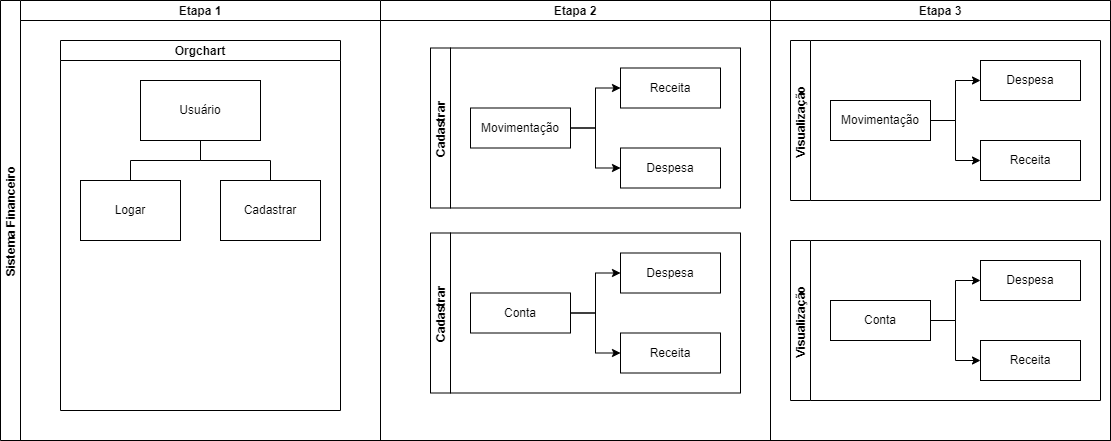 Sistema Financeiro
Etapa 1
Etapa 2
Etapa 3
Orgchart
Usuário
Logar
Cadastrar
Cadastrar
Movimentação
Receita
Despesa
Cadastrar
Conta
Despesa
Receita
Visualização
Movimentação
Despesa
Receita
Visualização
Conta
Despesa
Receita